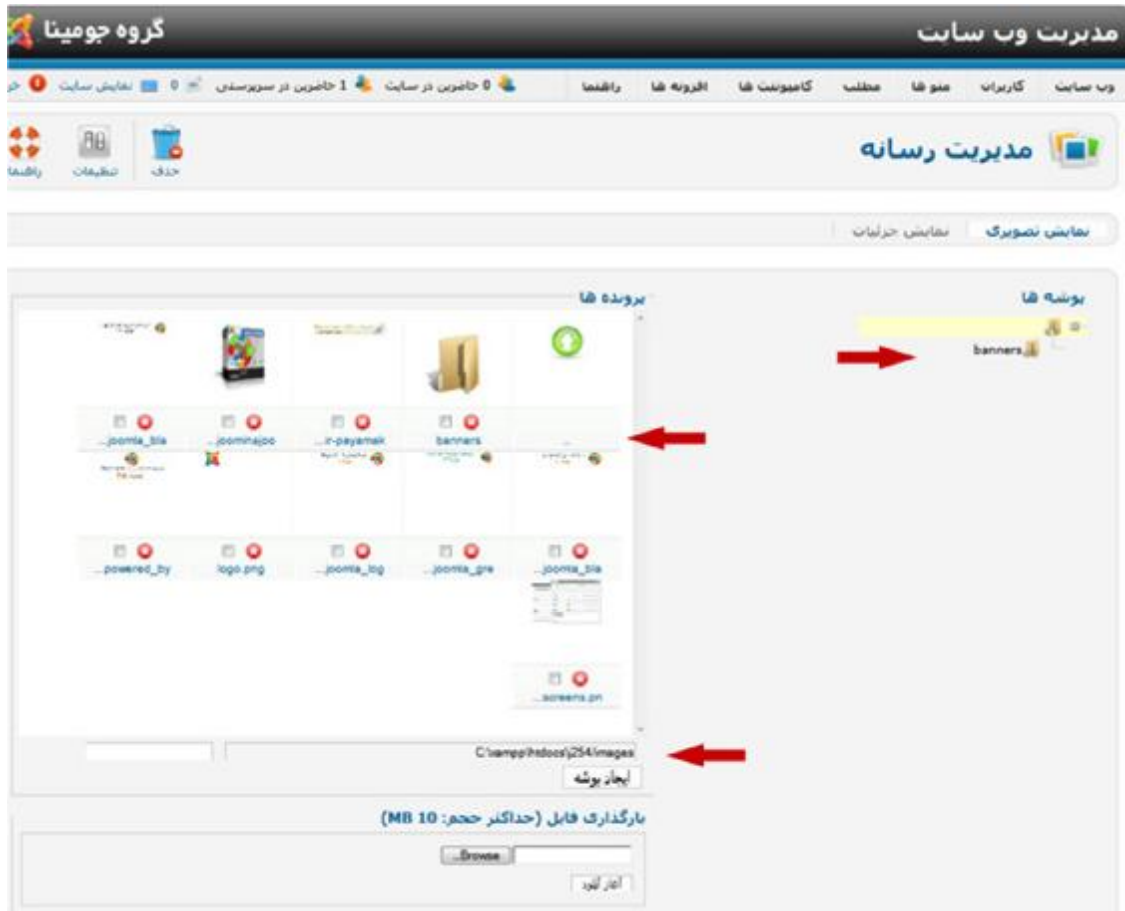 مدیریت وب سایت
گروه جومینا
وب سایت کاربران منو ها مطلب کامپوننت ها افزونه ها راهنما 0 حاضرین در سایت 1 حاضرین در سرپرستی 0 نمایش سایت
مدیریت رسانه
حذف تنظیمات راهنما
نمایش تصویری نمایش جزئیات
پوشه ها
banners
پرونده ها
... banners ...ir-payamak ...joominajoo ...joomla_bla
...joomla_bla ...joomla_gre ...joomla_log logo.png ...powered_by
...screens.pn
C:\xampp\htdocs\j254/images
ایجاد پوشه
بارگذاری فایل (حداکثر حجم: 10 MB)
Browse...
آغاز آپلود